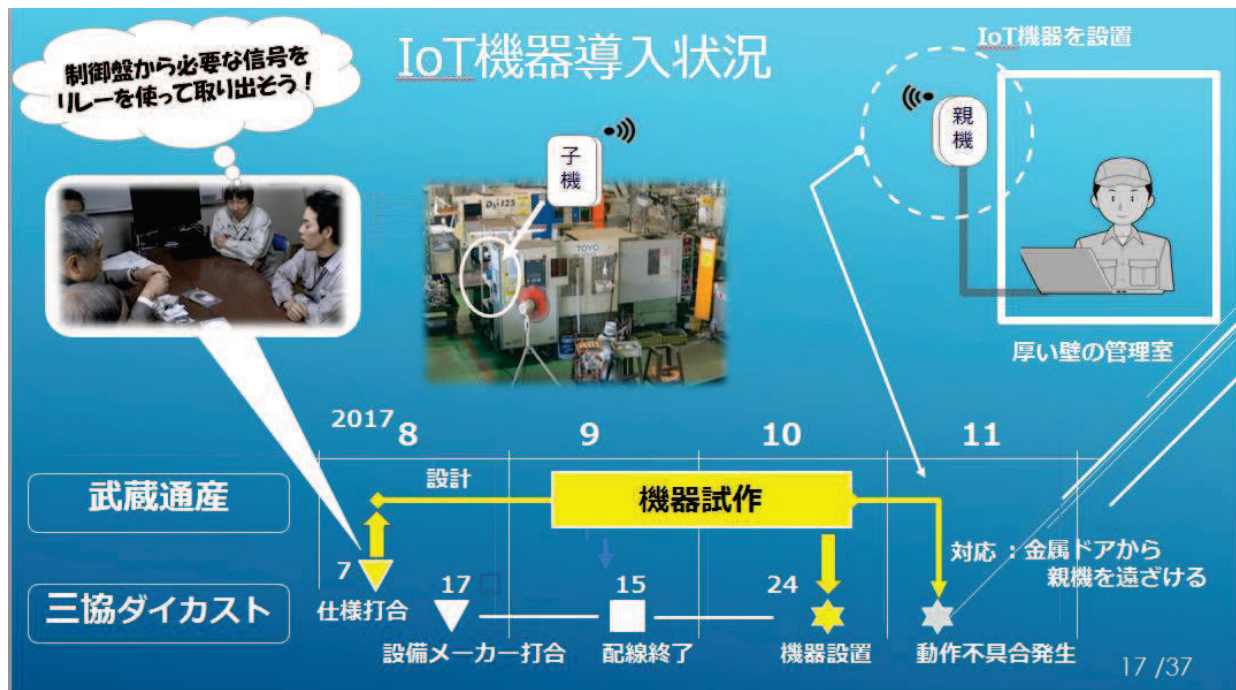 IoT機器導入状況
制御盤から必要な信号を
リレーを使って取り出そう！
IoT機器を設置
子機
親機
DS-125
TOYO
厚い壁の管理室
2017 8 9 10 11
武蔵通産
設計
機器試作
対応：金属ドアから
親機を遠ざける
三協ダイカスト
7
仕様打合
17
設備メーカー打合
15
配線終了
24
機器設置
動作不具合発生
17 /37